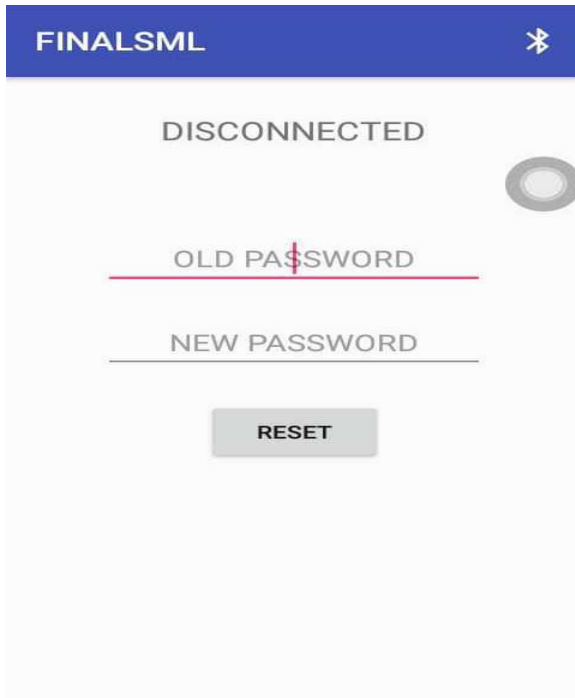 FINALSML
DISCONNECTED
OLD PASSWORD
NEW PASSWORD
RESET